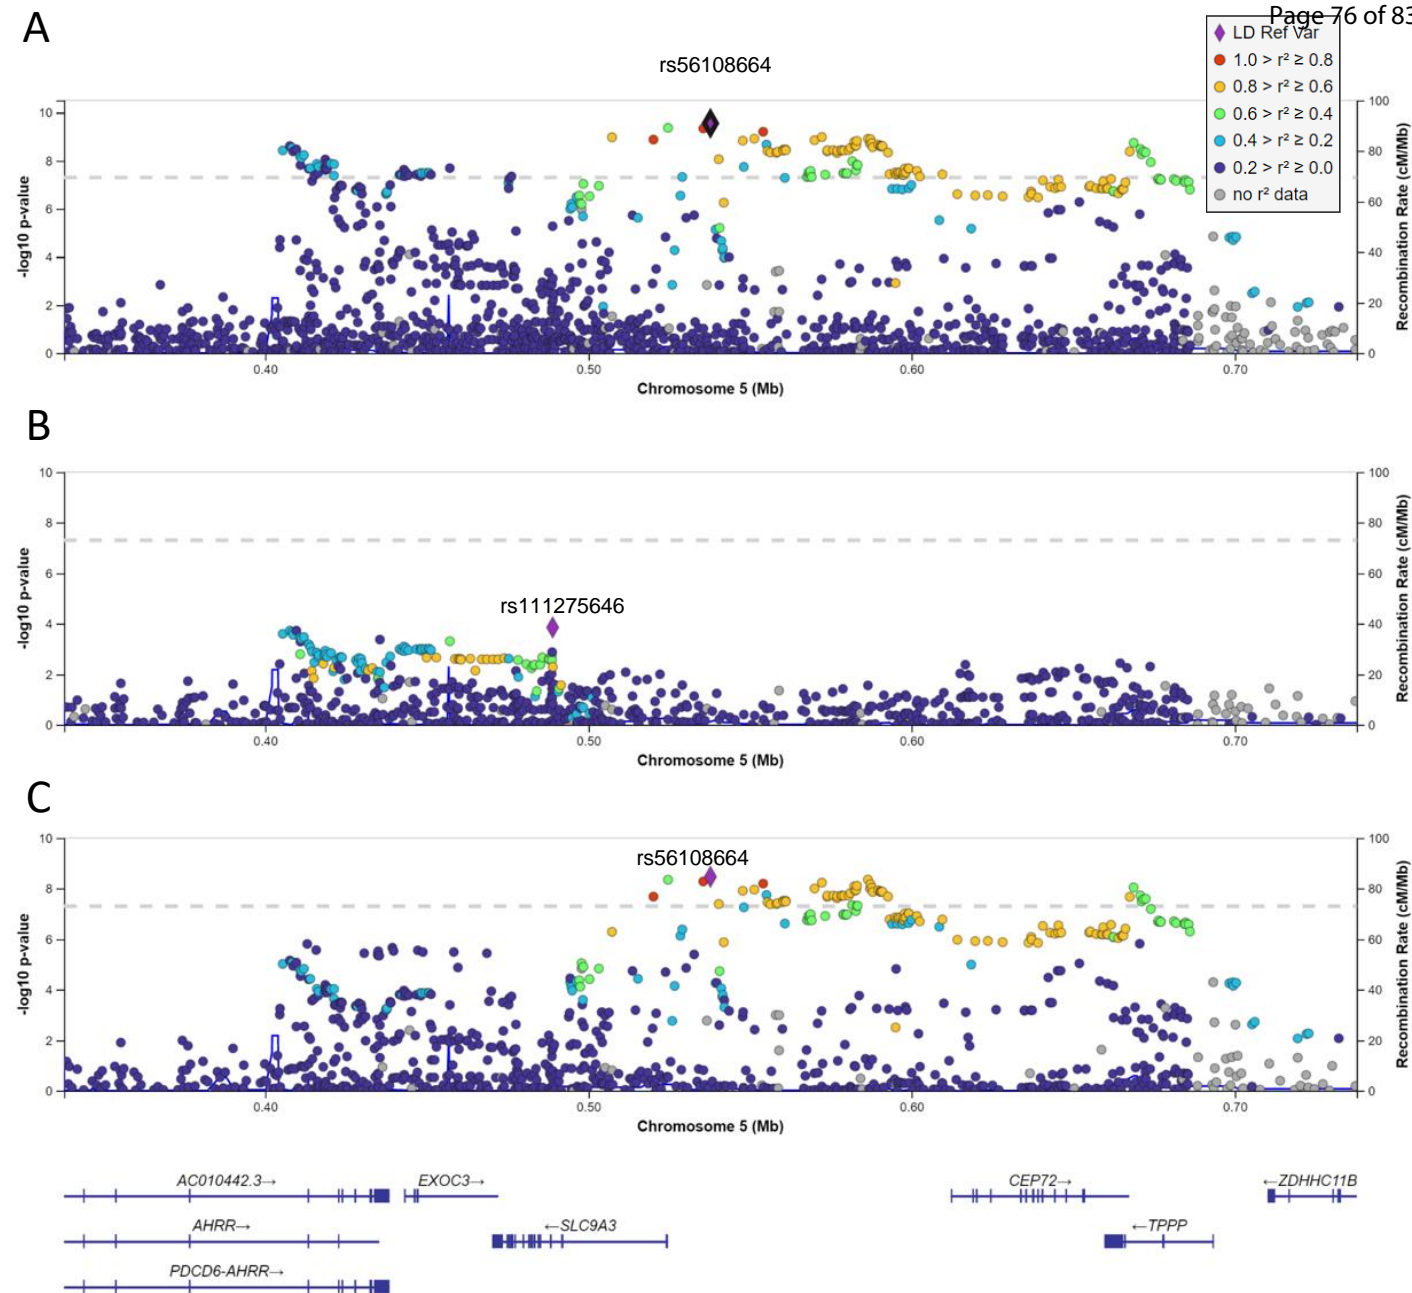 Page 76 of 83
A
rs56108664
LD Ref Var
1.0 > r² ≥ 0.8
0.8 > r² ≥ 0.6
0.6 > r² ≥ 0.4
0.4 > r² ≥ 0.2
0.2 > r² ≥ 0.0
no r² data
10
8
6
4
2
0
-log10 p-value
100
80
60
40
20
0
Recombination Rate (cM/Mb)
0.40 0.50 0.60 0.70
Chromosome 5 (Mb)
B
rs111275646
10
8
6
4
2
0
-log10 p-value
100
80
60
40
20
0
Recombination Rate (cM/Mb)
0.40 0.50 0.60 0.70
Chromosome 5 (Mb)
C
rs56108664
10
8
6
4
2
0
-log10 p-value
100
80
60
40
20
0
Recombination Rate (cM/Mb)
0.40 0.50 0.60 0.70
Chromosome 5 (Mb)
AC010442.3→ EXOC3→ CEP72→ ←ZDHHC11B
AHRR→ ←SLC9A3 ←TPPP
PDCD6-AHRR→